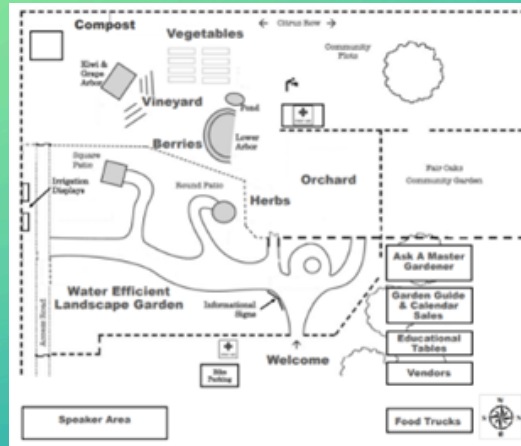 Compost
Vegetables
Citrus Row
Community
Plots
Kiwi &
Grape
Arbor
Vineyard
Pond
Berries
Lower
Arbor
Square
Patio
Round Patio
Orchard
Fair Oaks
Community Garden
Herbs
Irrigation
Displays
Ask A Master
Gardener
Water Efficient
Landscape Garden
Informational
Signs
Garden Guide
& Calendar
Sales
Access Road
Educational
Tables
Welcome
Bike
Parking
Vendors
Speaker Area
Food Trucks
N
S